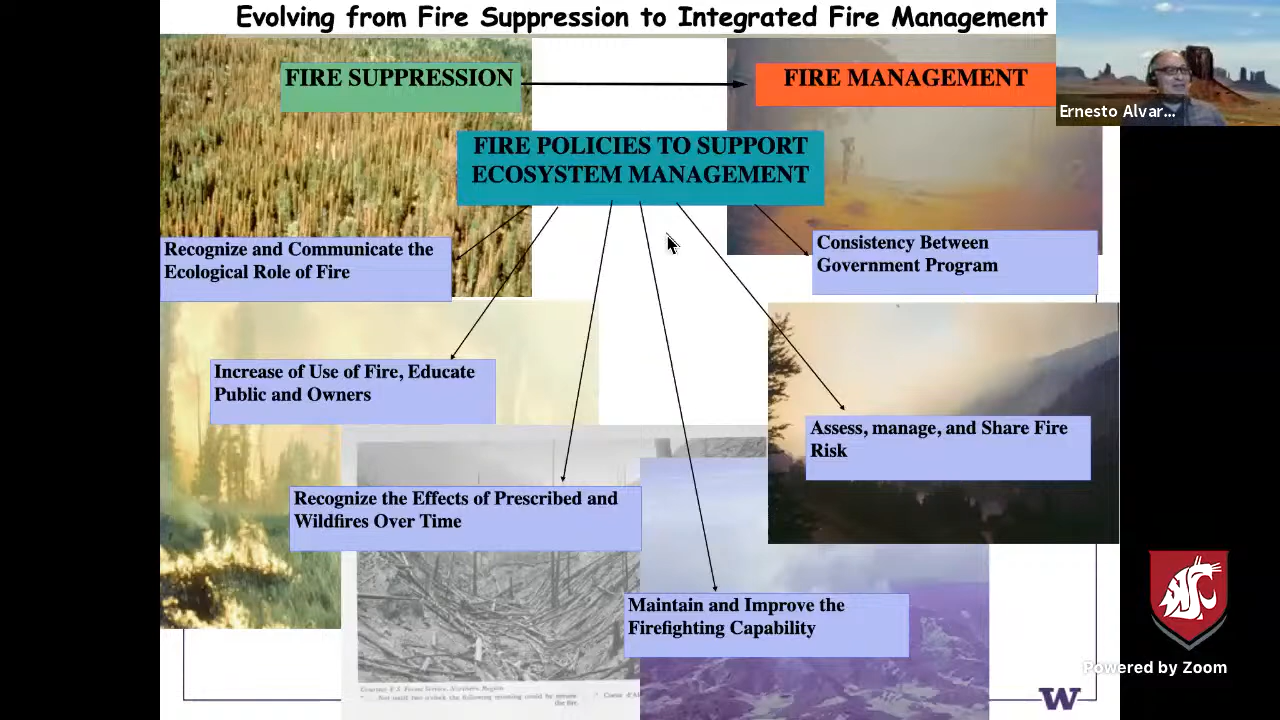 Evolving from Fire Suppression to Integrated Fire Management
FIRE SUPPRESSION
FIRE MANAGEMENT
Ernesto Alvar...
FIRE POLICIES TO SUPPORT
ECOSYSTEM MANAGEMENT
Recognize and Communicate the
Ecological Role of Fire
Consistency Between
Government Program
Increase of Use of Fire, Educate
Public and Owners
Assess, manage, and Share Fire
Risk
Recognize the Effects of Prescribed and
Wildfires Over Time
Maintain and Improve the
Firefighting Capability
Powered by Zoom
W